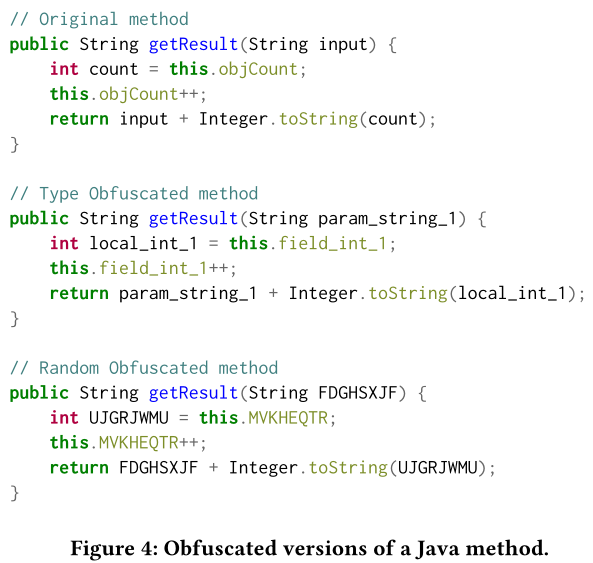 // Original method
public String getResult(String input) {
    int count = this.objCount;
    this.objCount++;
    return input + Integer.toString(count);
}
// Type Obfuscated method
public String getResult(String param_string_1) {
    int local_int_1 = this.field_int_1;
    this.field_int_1++;
    return param_string_1 + Integer.toString(local_int_1);
}
// Random Obfuscated method
public String getResult(String FDGHSXJF) {
    int UJGRJWMU = this.MVKHEQTR;
    this.MVKHEQTR++;
    return FDGHSXJF + Integer.toString(UJGRJWMU);
}
Figure 4: Obfuscated versions of a Java method.